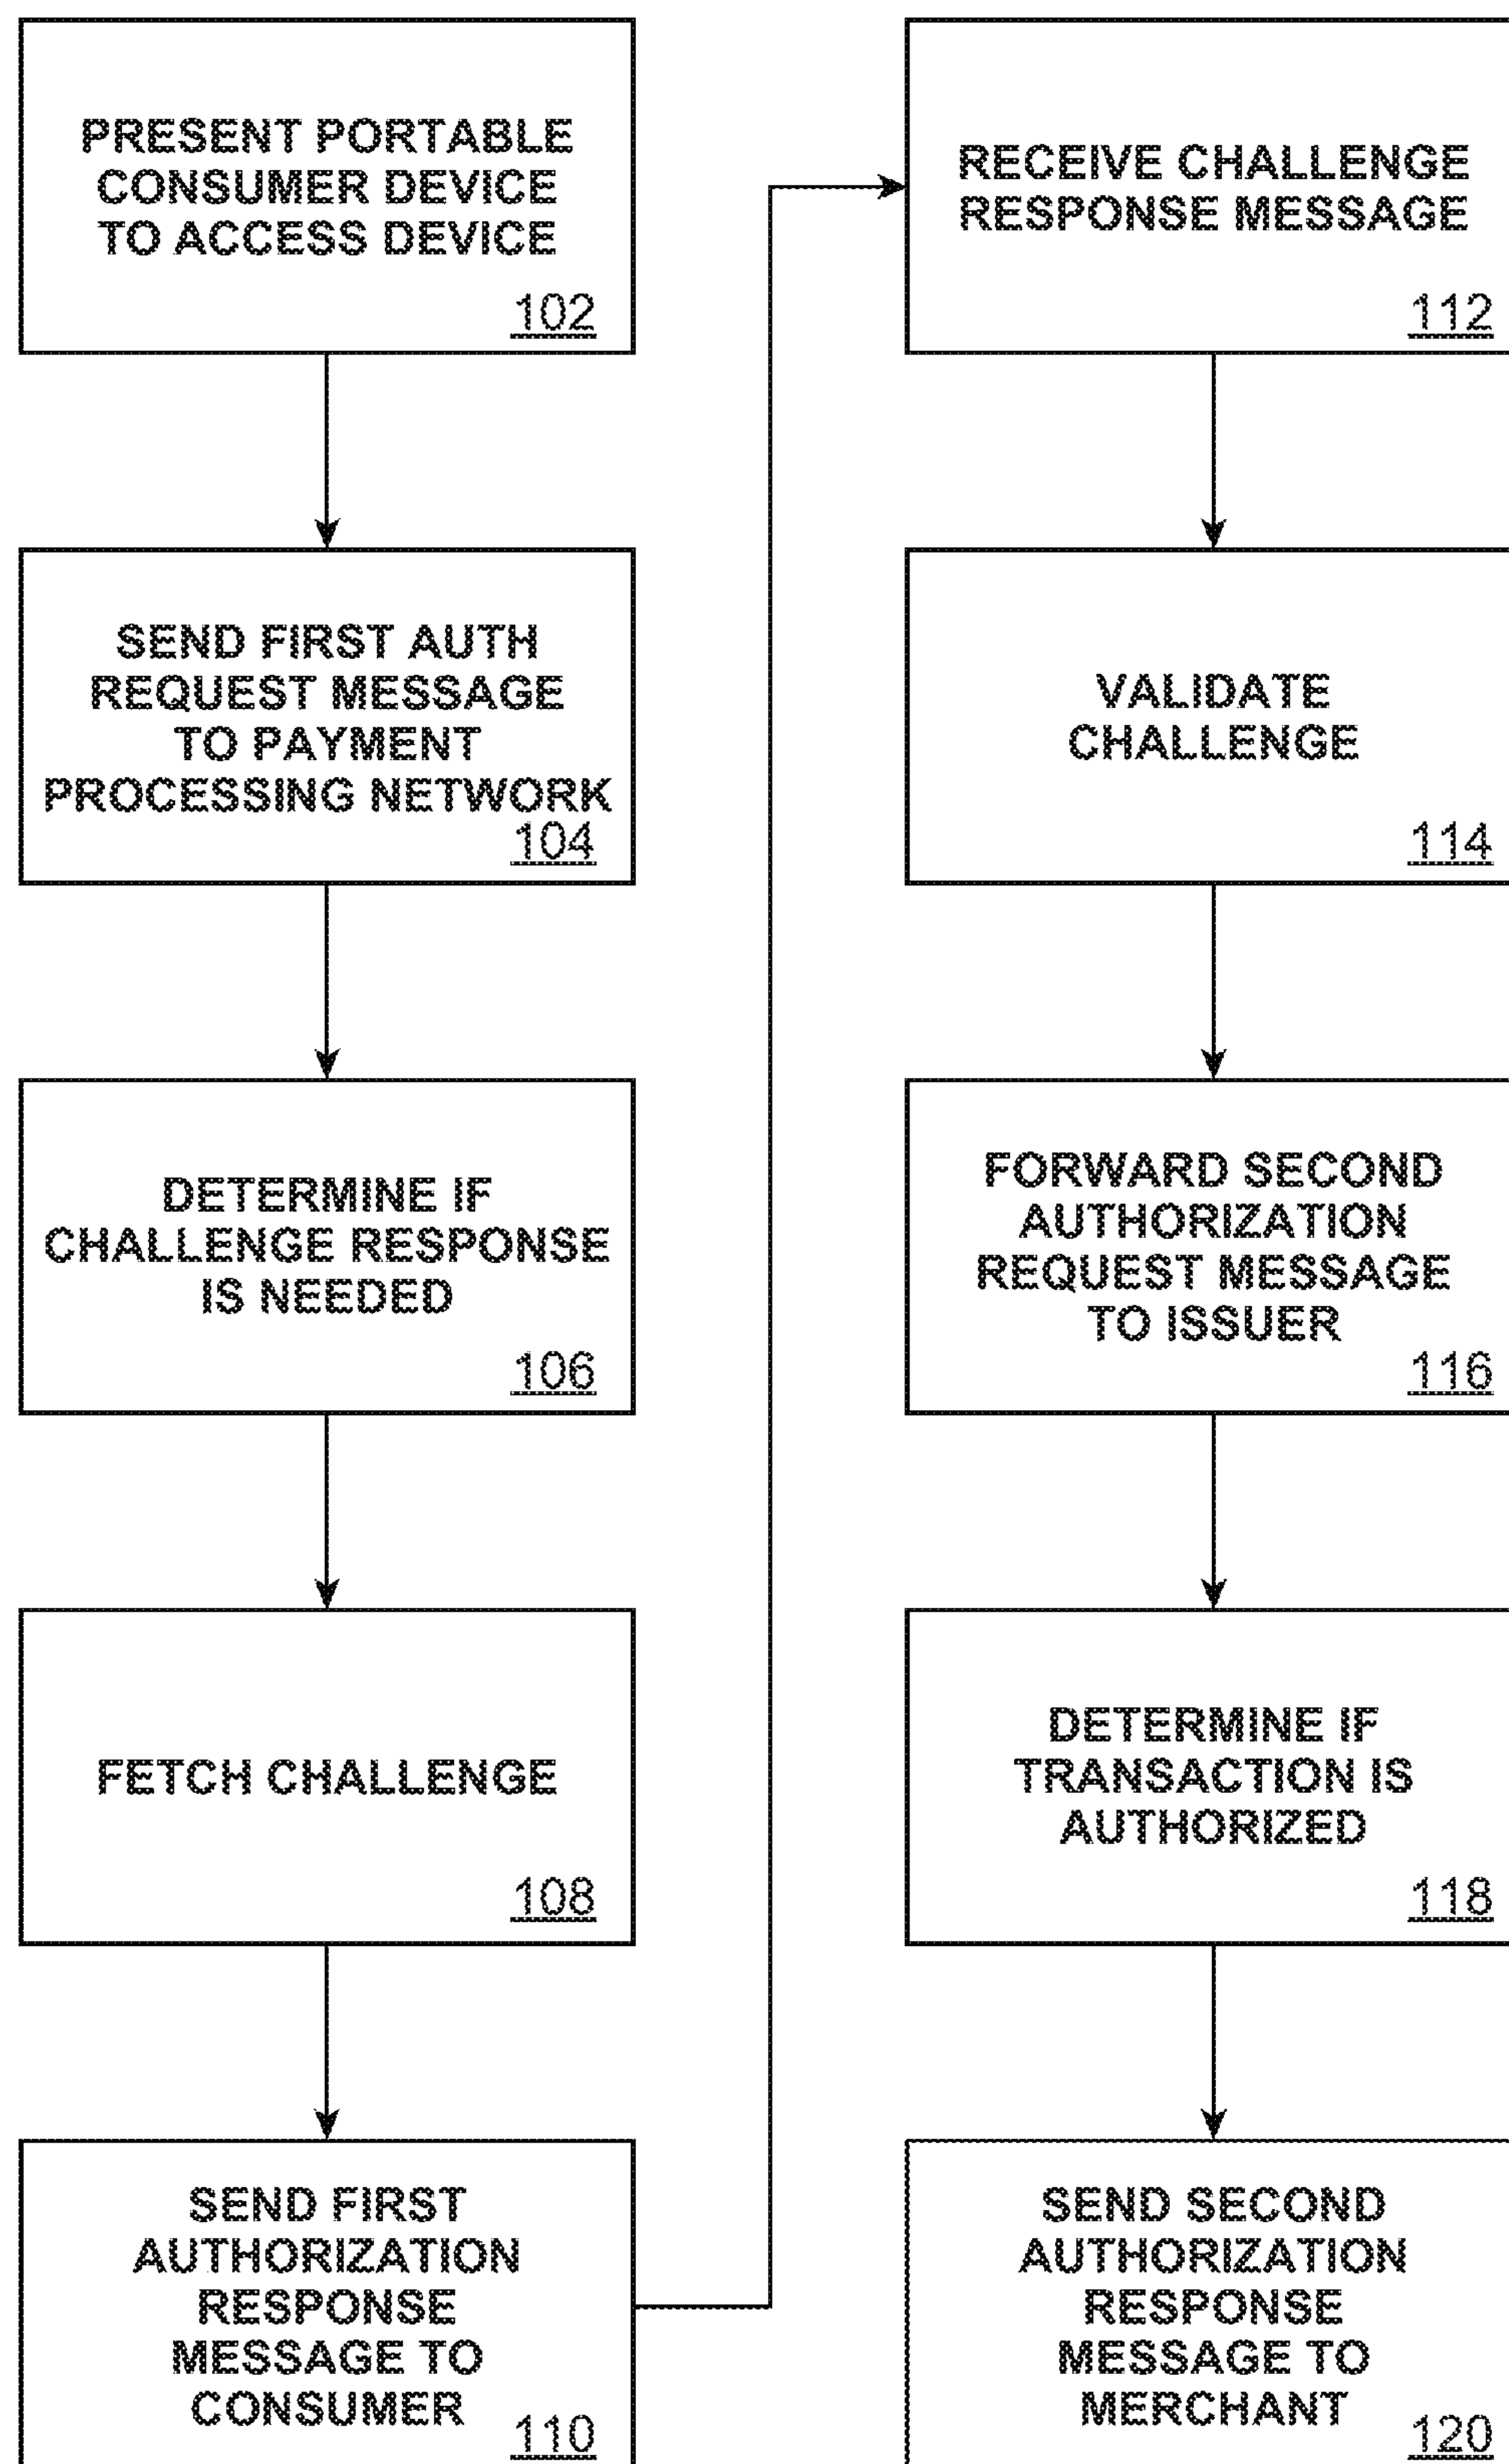 PRESENT PORTABLE
CONSUMER DEVICE
TO ACCESS DEVICE
102
SEND FIRST AUTH
REQUEST MESSAGE
TO PAYMENT
PROCESSING NETWORK
104
DETERMINE IF
CHALLENGE RESPONSE
IS NEEDED
106
FETCH CHALLENGE
108
SEND FIRST
AUTHORIZATION
RESPONSE
MESSAGE TO
CONSUMER
110
RECEIVE CHALLENGE
RESPONSE MESSAGE
112
VALIDATE
CHALLENGE
114
FORWARD SECOND
AUTHORIZATION
REQUEST MESSAGE
TO ISSUER
116
DETERMINE IF
TRANSACTION IS
AUTHORIZED
118
SEND SECOND
AUTHORIZATION
RESPONSE
MESSAGE TO
MERCHANT
120